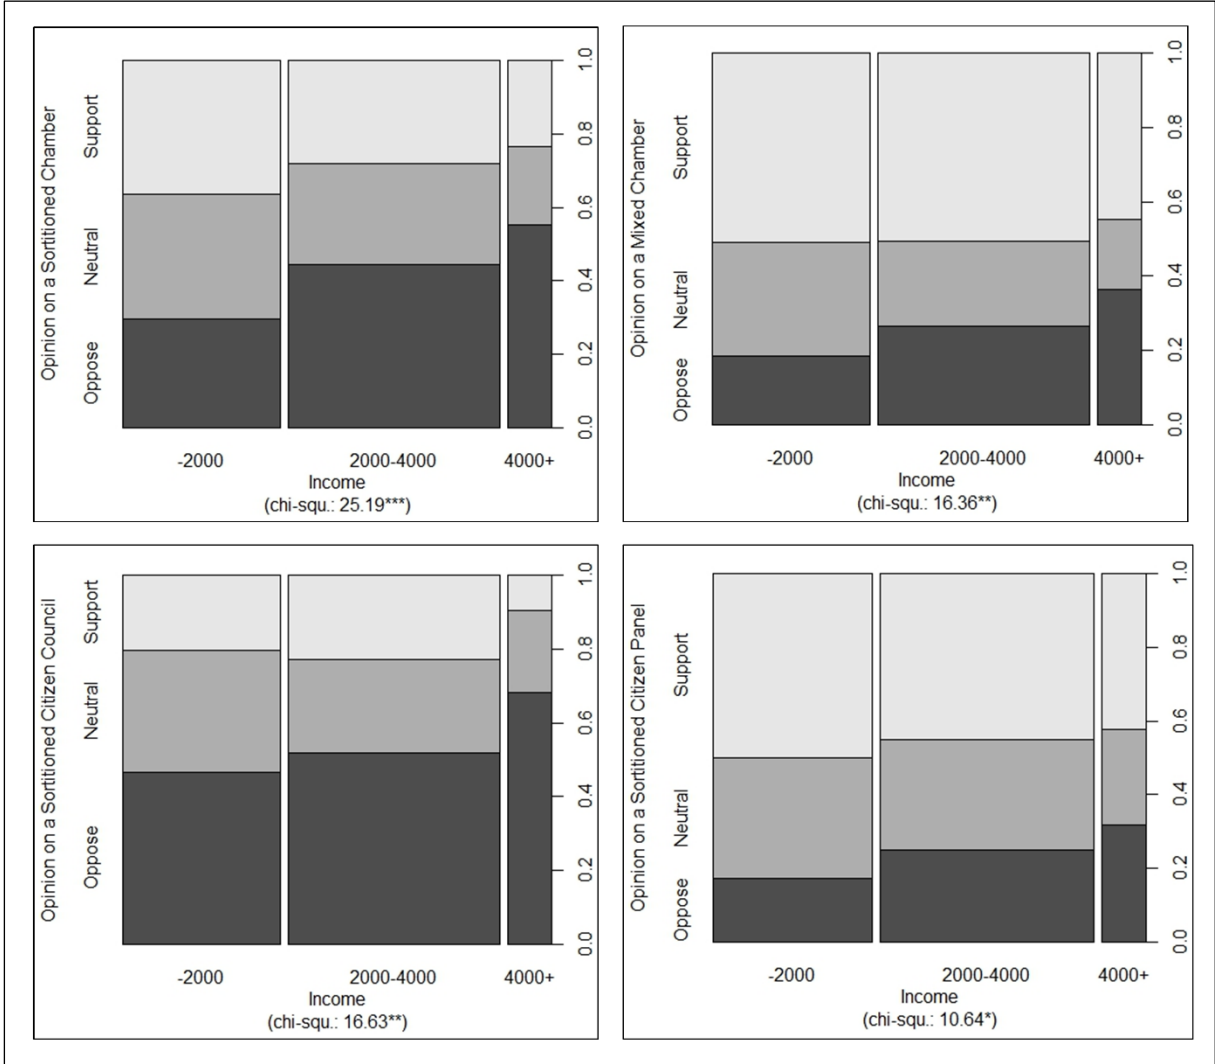 Opinion on a Sortitioned Chamber
Support
Neutral
Oppose
1.0
0.8
0.6
0.4
0.2
0.0
-2000
2000-4000
4000+
Income
(chi-squ.: 25.19***)
Opinion on a Mixed Chamber
Support
Neutral
Oppose
1.0
0.8
0.6
0.4
0.2
0.0
-2000
2000-4000
4000+
Income
(chi-squ.: 16.36**)
Opinion on a Sortitioned Citizen Council
Support
Neutral
Oppose
1.0
0.8
0.6
0.4
0.2
0.0
-2000
2000-4000
4000+
Income
(chi-squ.: 16.63**)
Opinion on a Sortitioned Citizen Panel
Support
Neutral
Oppose
1.0
0.8
0.6
0.4
0.2
0.0
-2000
2000-4000
4000+
Income
(chi-squ.: 10.64*)